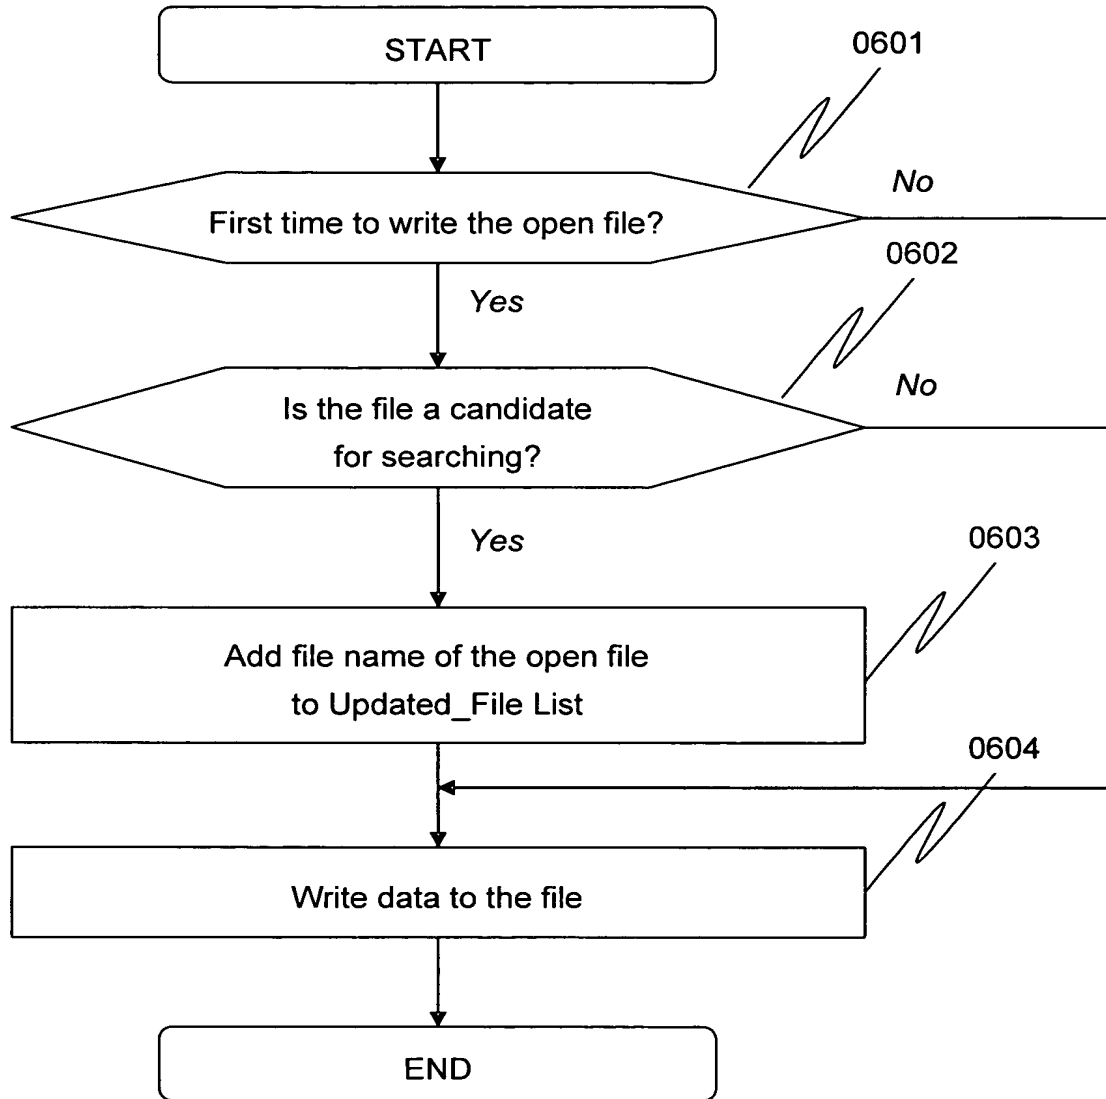 START
0601
No
First time to write the open file?
0602
Yes
No
Is the file a candidate
for searching?
Yes
0603
Add file name of the open file
to Updated_File List
0604
Write data to the file
END